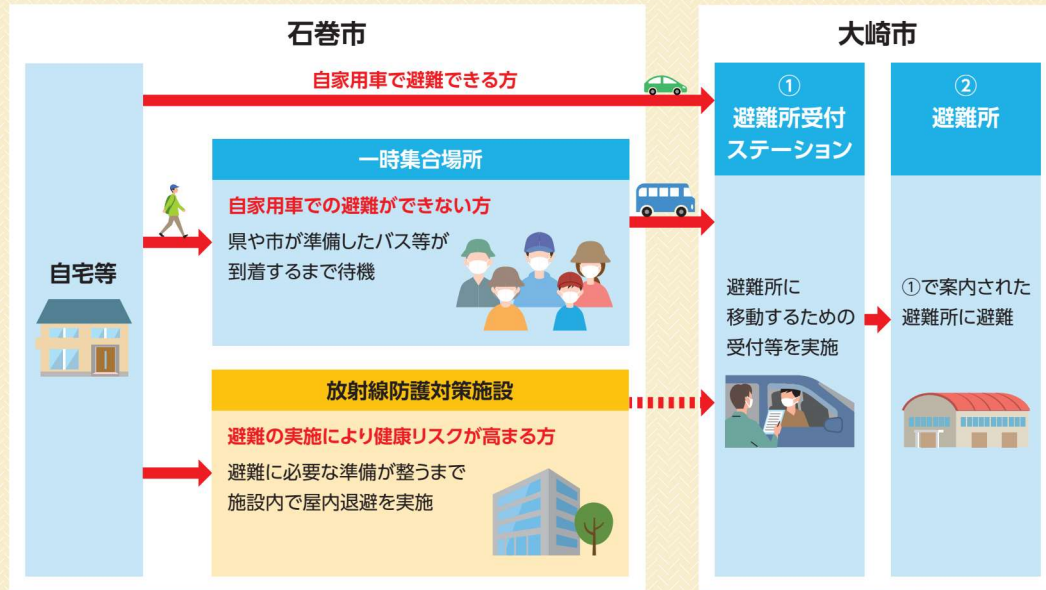 石巻市
自宅等
自家用車で避難できる方
一時集合場所
自家用車での避難ができない方
県や市が準備したバス等が
到着するまで待機
放射線防護対策施設
避難の実施により健康リスクが高まる方
避難に必要な準備が整うまで
施設内で屋内退避を実施
大崎市
①
避難所受付
ステーション
避難所に
移動するための
受付等を実施
②
避難所
①で案内された
避難所に避難